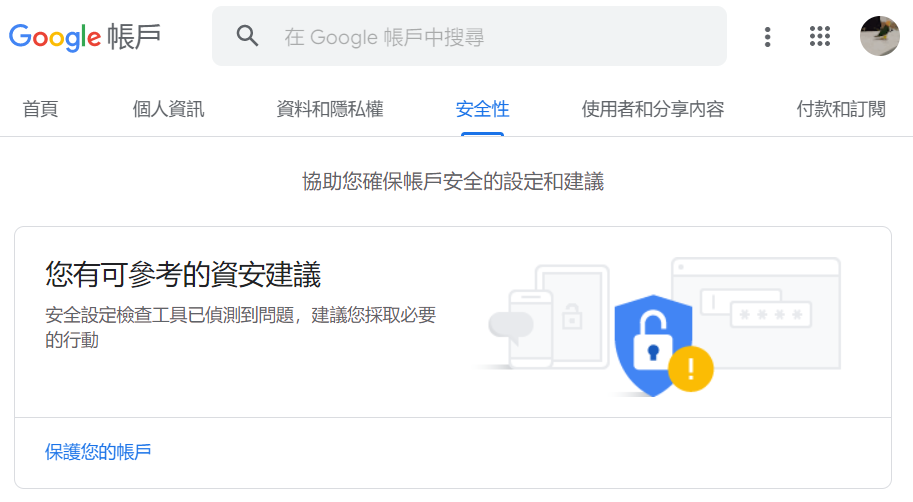 Google 帳戶
在 Google 帳戶中搜尋
首頁 個人資訊 資料和隱私權 安全性 使用者和分享內容 付款和訂閱
協助您確保帳戶安全的設定和建議
您有可參考的資安建議
安全設定檢查工具已偵測到問題，建議您採取必要
的行動
****
!
保護您的帳戶